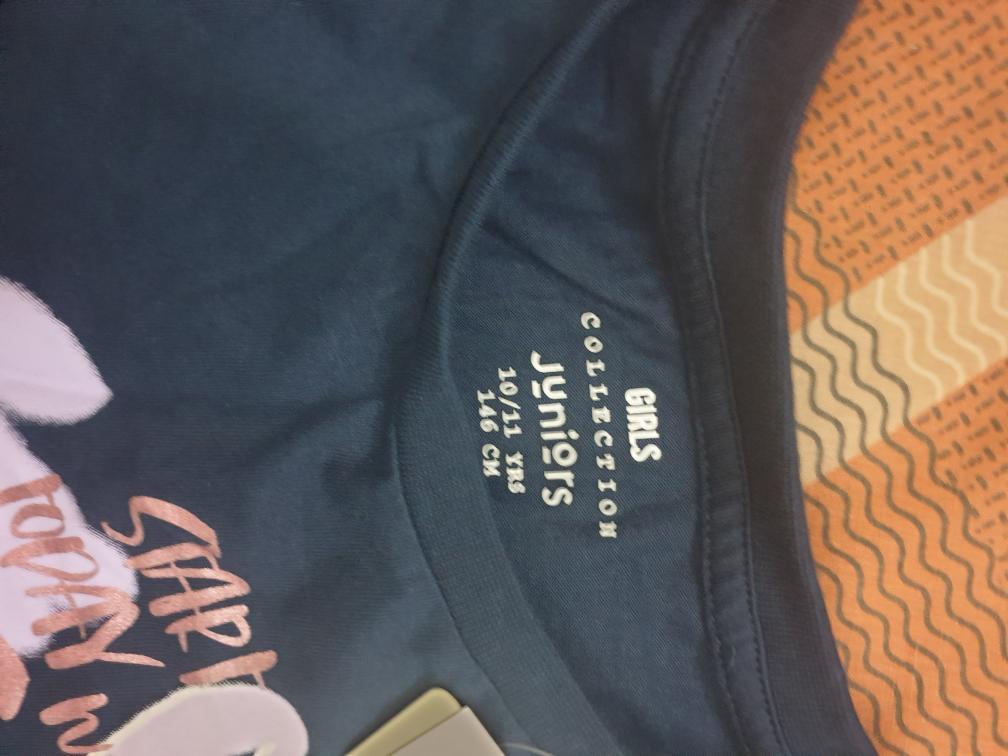 GIRLS
COLLECTION
JUNIORS
10/11 YRS
146 CM
START
TODAY W